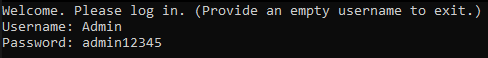 Welcome. Please log in. (Provide an empty username to exit.)
Username: Admin
Password: admin12345